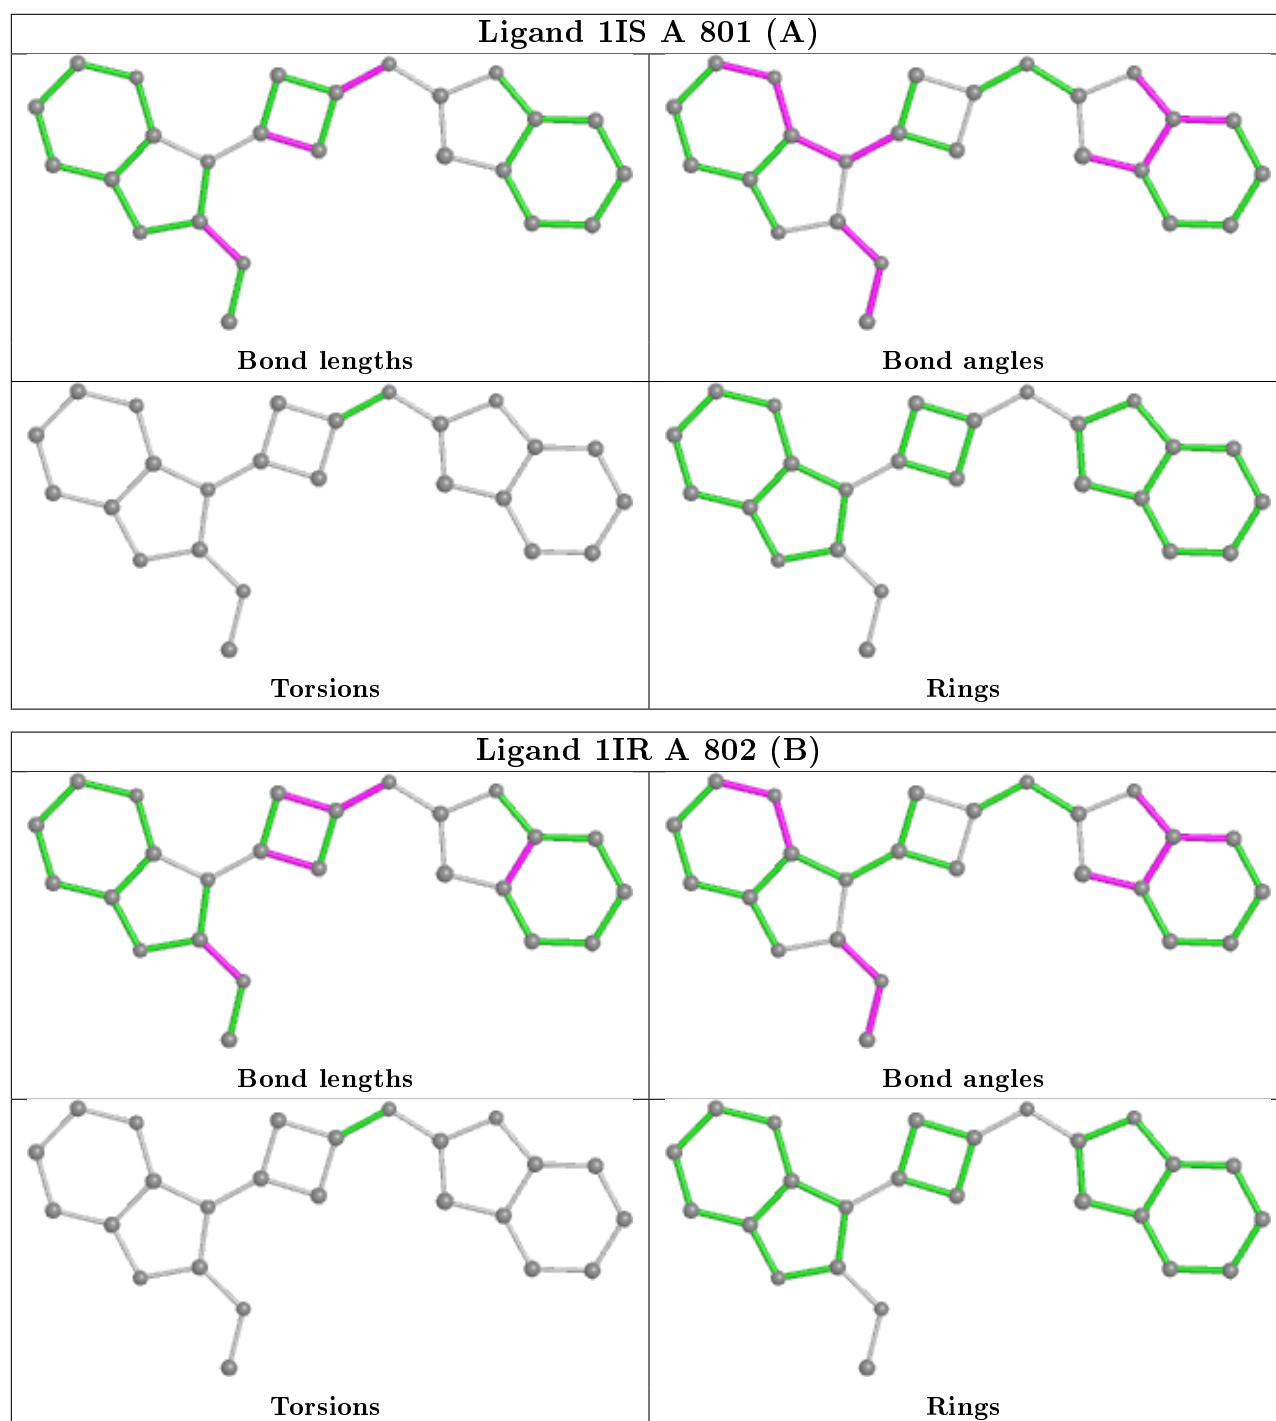 Ligand 1IS A 801 (A)
Bond lengths
Bond angles
Torsions
Rings
Ligand 1IR A 802 (B)
Bond lengths
Bond angles
Torsions
Rings